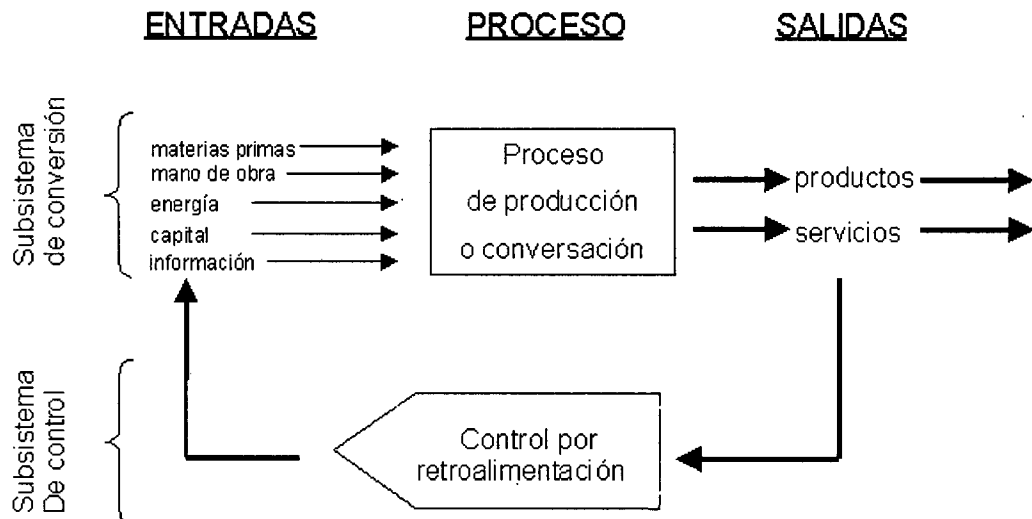 ENTRADAS
PROCESO
SALIDAS
Subsistema
de conversión
materias primas
mano de obra
energía
capital
información
Proceso
de producción
o conversación
productos
servicios
Subsistema
De control
Control por
retroalimentación